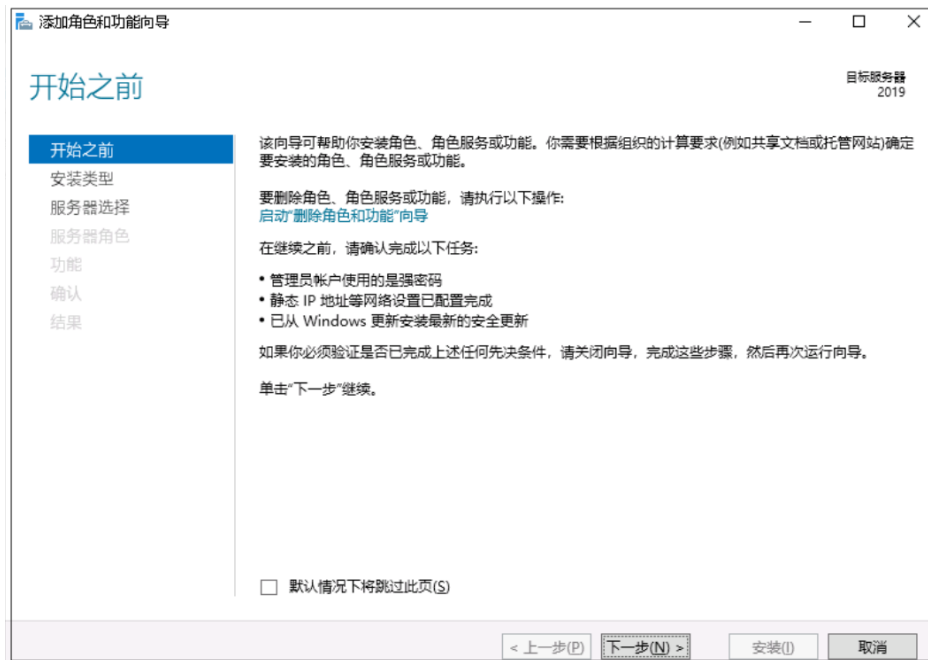 添加角色和功能向导
开始之前
目标服务器
2019
开始之前
安装类型
服务器选择
服务器角色
功能
确认
结果
该向导可帮助你安装角色、角色服务或功能。你需要根据组织的计算要求(例如共享文档或托管网站)确定
要安装的角色、角色服务或功能。
要删除角色、角色服务或功能，请执行以下操作:
启动"删除角色和功能"向导
在继续之前，请确认完成以下任务:
• 管理员帐户使用的是强密码
• 静态 IP 地址等网络设置已配置完成
• 已从 Windows 更新安装最新的安全更新
如果你必须验证是否已完成上述任何先决条件，请关闭向导，完成这些步骤，然后再次运行向导。
单击"下一步"继续。
默认情况下将跳过此页(S)
< 上一步(P)
下一步(N) >
安装(I)
取消